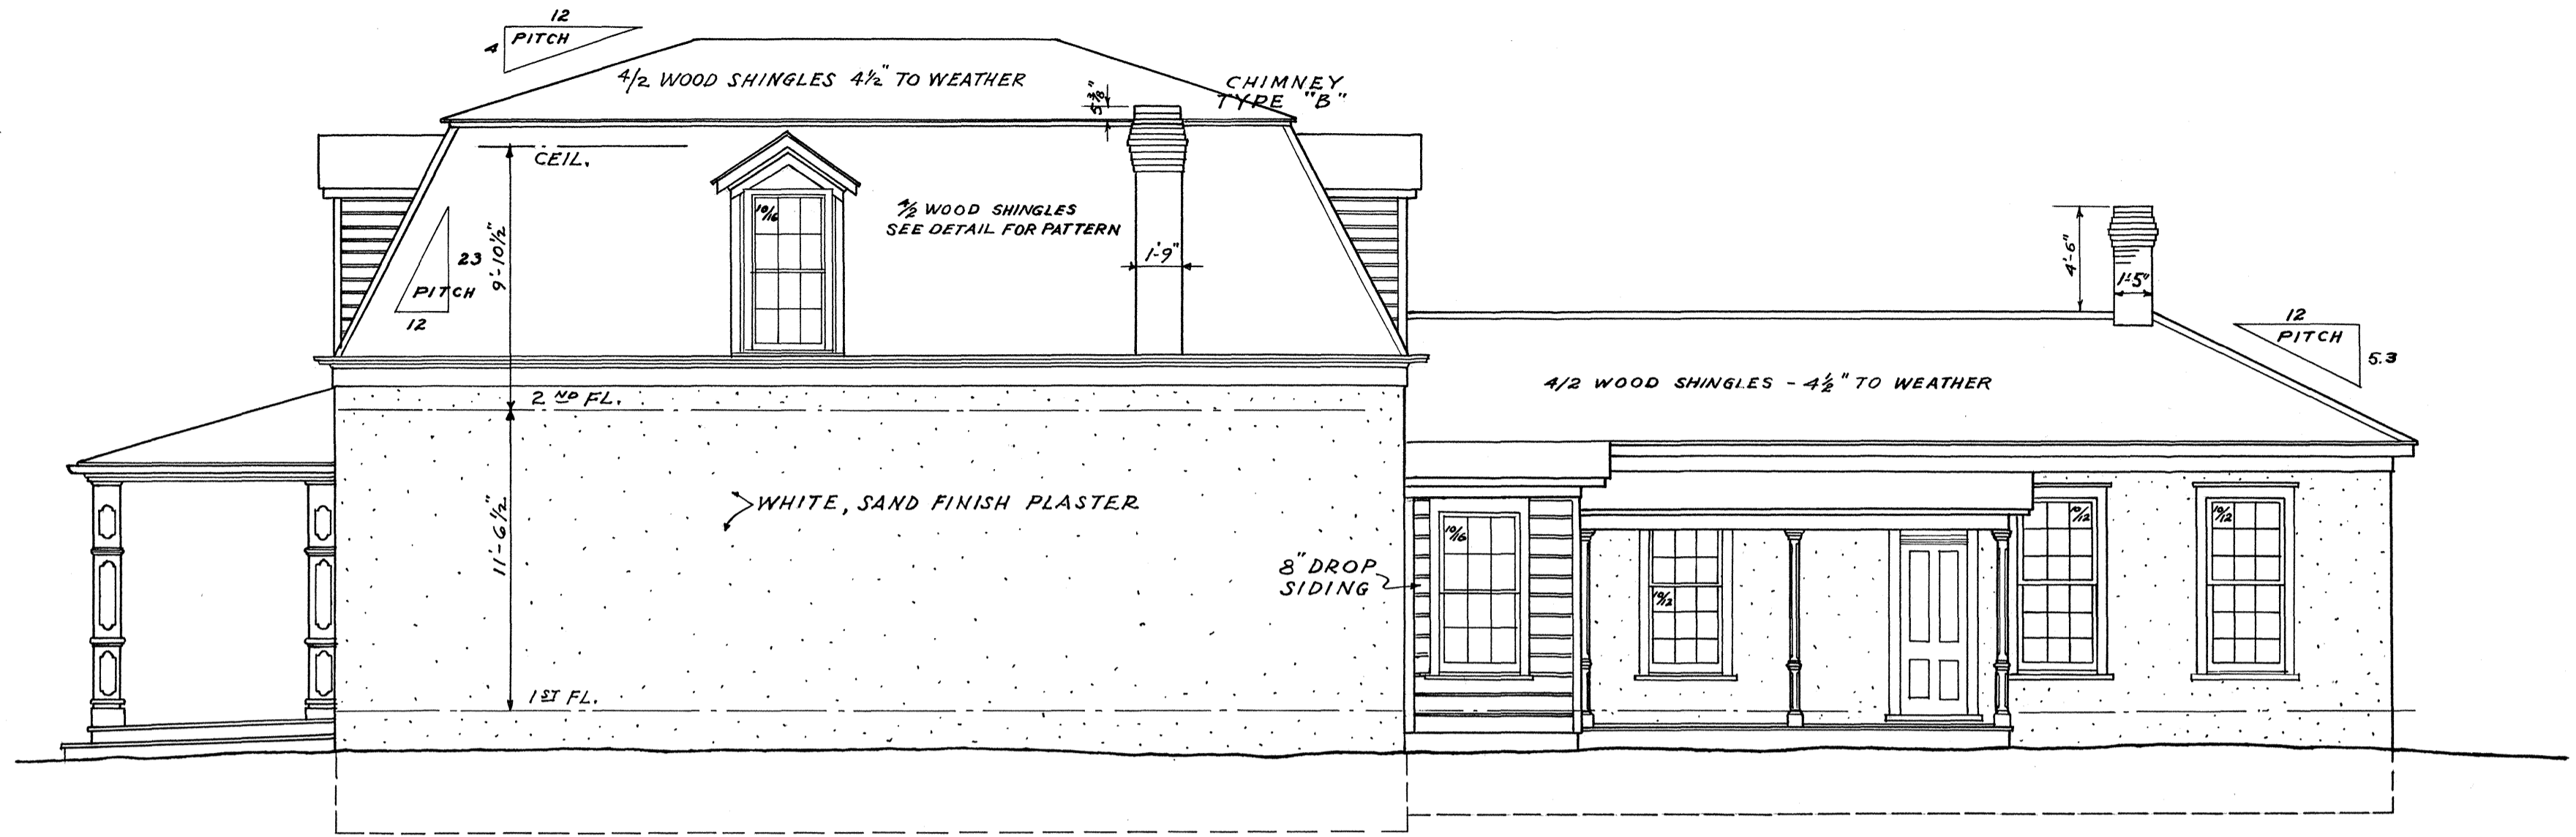 12
4 PITCH
4/2 WOOD SHINGLES 4½" TO WEATHER
5⅜"
CHIMNEY
TYPE "B"
CEIL.
10/16
4/2 WOOD SHINGLES
SEE DETAIL FOR PATTERN
23
PITCH
12
9'-10½"
1'-9"
4'-6"
1'-5"
12
PITCH
5.3
4/2 WOOD SHINGLES - 4½" TO WEATHER
2ND FL.
WHITE, SAND FINISH PLASTER
11'-6½"
8" DROP
SIDING
10/16
10/12
10/12
10/12
1ST FL.